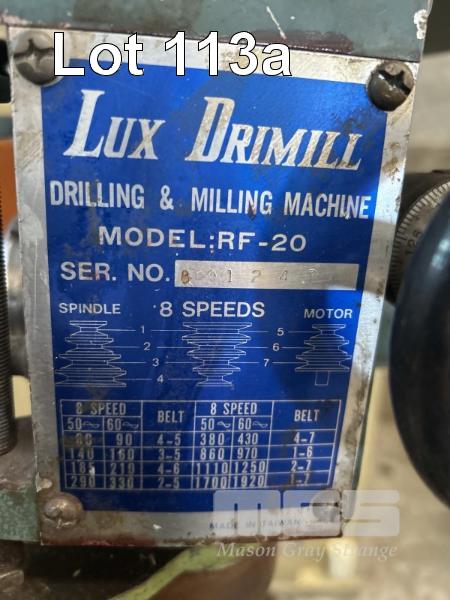 Lot 113a
LUX DRIMILL
DRILLING & MILLING MACHINE
MODEL: RF-20
SER. NO.
SPINDLE 8 SPEEDS MOTOR
1 5
2 6
3 7
4
8 SPEED BELT 8 SPEED BELT
50~ 60~ 50~ 60~
90 4-5 380 430 4-7
140 160 3-5 860 970 1-6
185 210 4-6 1110 1250 2-7
290 330 2-5 1700 1920 1-7
MADE IN TAIWAN
MGS
Mason Gray Strange